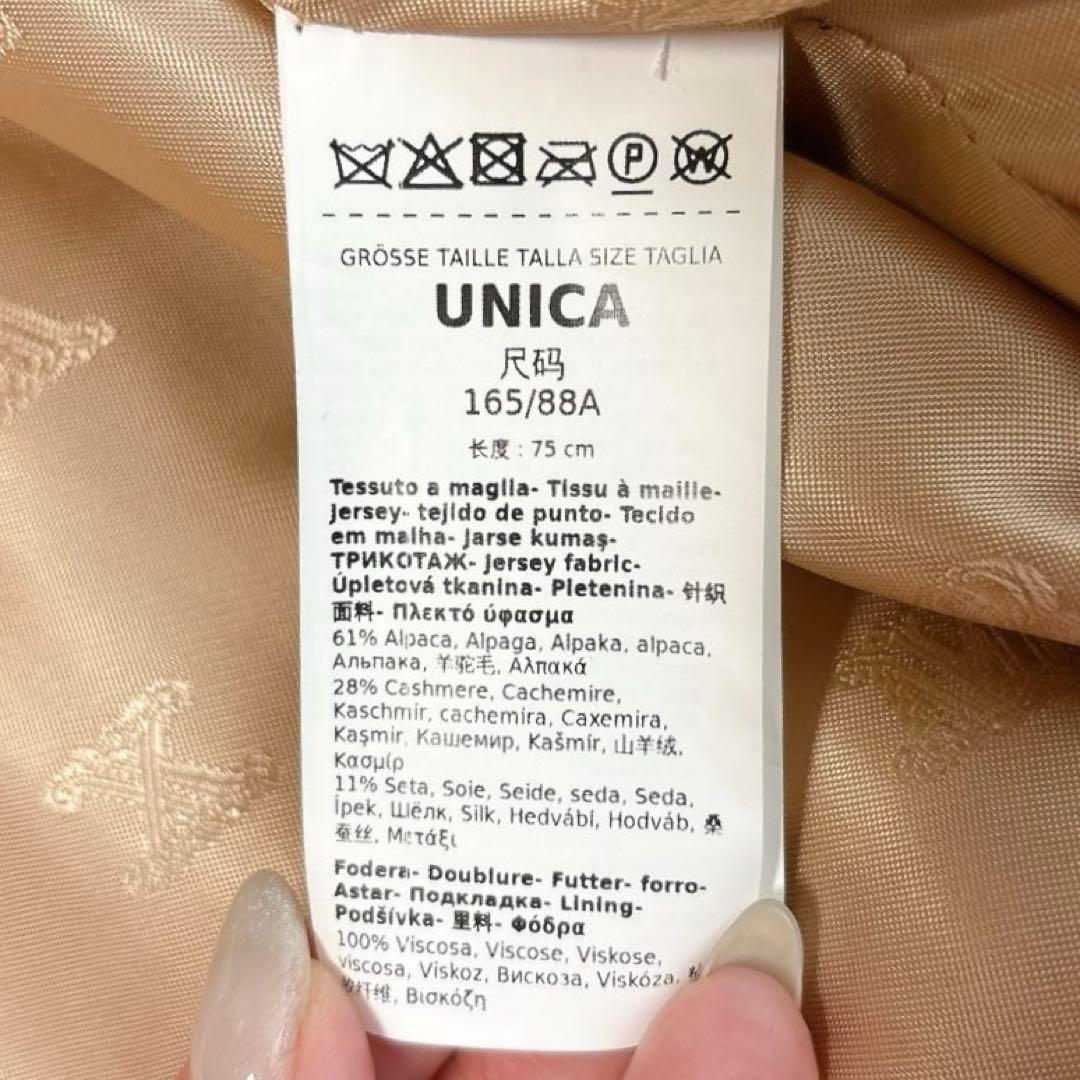 P W
GRÖSSE TAILLE TALLA SIZE TAGLIA
UNICA
尺码
165/88A
长度 : 75 cm
Tessuto a maglia- Tissu à maille-
Jersey- tejido de punto- Tecido
em malha- Jarse kumaş-
ТРИКОТАЖ- Jersey fabric-
Úpletová tkanina- Pletenina- 针织
面料- Πλεκτό ύφασμα
61% Alpaca, Alpaga, Alpaka, alpaca,
Альпака, 羊驼毛, Αλπακά
28% Cashmere, Cachemire,
Kaschmir, cachemira, Caxemira,
Kaşmir, Кашемир, Kašmír, 山羊绒,
Κασμίρ
11% Seta, Soie, Seide, seda, Seda,
İpek, Шёлк, Silk, Hedvábí, Hodváb, 桑
蚕丝, Μετάξι
Fodera- Doublure- Futter- forro-
Astar- Подкладка- Lining-
Podšívka- 里料- Φόδρα
100% Viscosa, Viscose, Viskose,
viscosa, Viskoz, Вискоза, Viskóza,
纤维, Βισκόζη